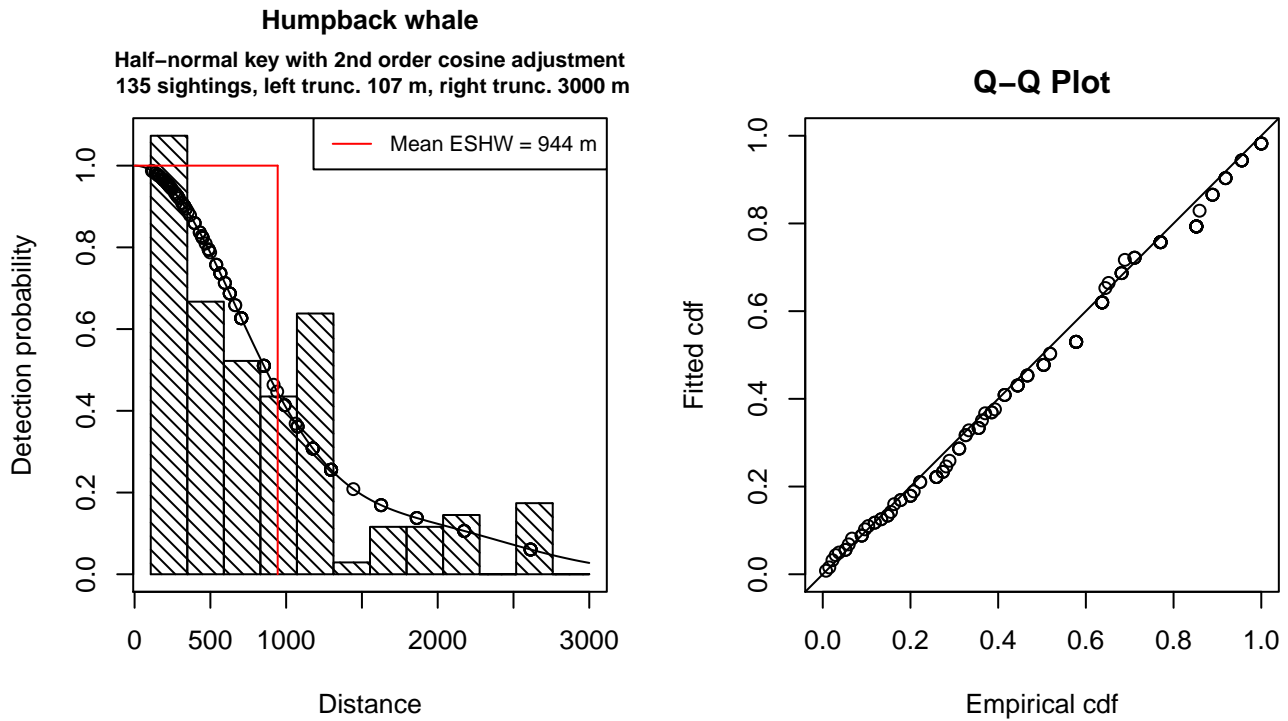 Humpback whale
Half−normal key with 2nd order cosine adjustment
135 sightings, left trunc. 107 m, right trunc. 3000 m
Mean ESHW = 944 m
Detection probability
1.0
0.8
0.6
0.4
0.2
0.0
0 500 1000 2000 3000
Distance
Q−Q Plot
Fitted cdf
1.0
0.8
0.6
0.4
0.2
0.0
0.0 0.2 0.4 0.6 0.8 1.0
Empirical cdf